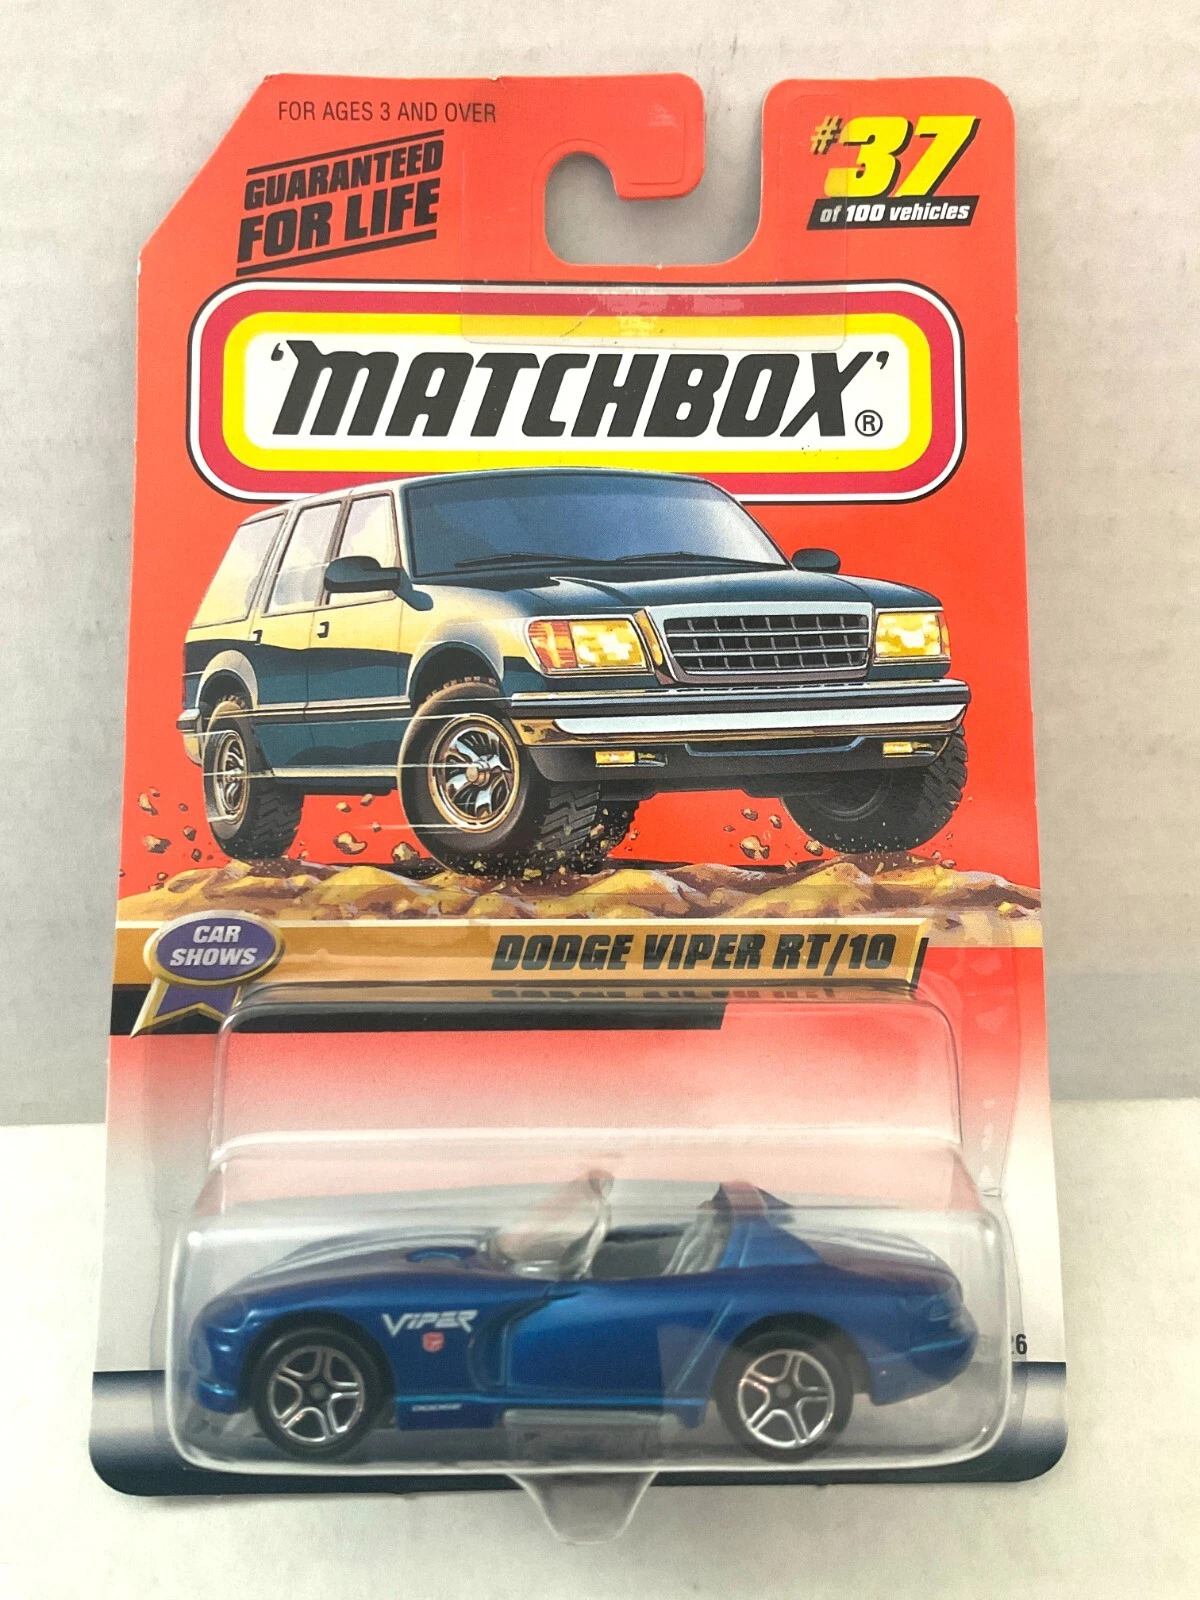 FOR AGES 3 AND OVER
GUARANTEED
FOR LIFE
#37
of 100 vehicles
'MATCHBOX'®
CAR
SHOWS
DODGE VIPER RT/10
VIPER
DODGE